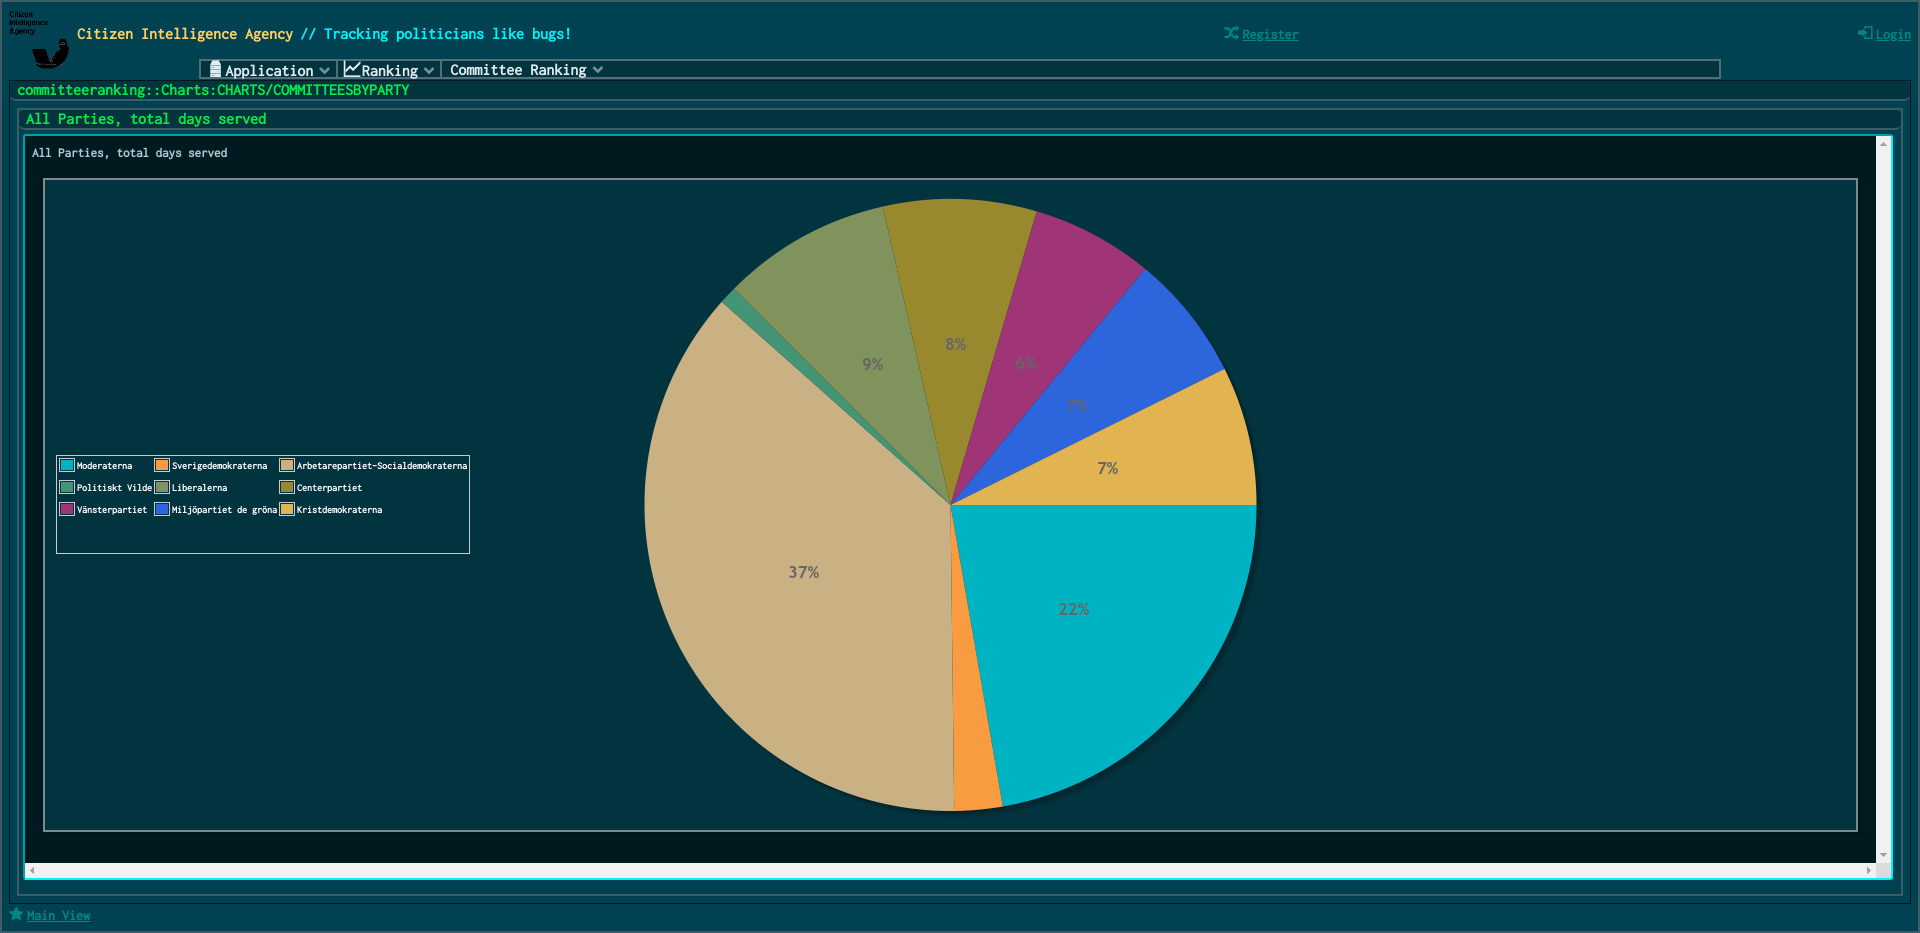 Citizen
Intelligence
Agency
Citizen Intelligence Agency // Tracking politicians like bugs!
Register
Login
Application
Ranking
Committee Ranking
committeeranking::Charts:CHARTS/COMMITTEESBYPARTY
All Parties, total days served
All Parties, total days served
8%
9%
6%
7%
7%
37%
22%
Moderaterna
Sverigedemokraterna
Arbetarepartiet-Socialdemokraterna
Politiskt Vilde
Liberalerna
Centerpartiet
Vänsterpartiet
Miljöpartiet de gröna
Kristdemokraterna
Main View